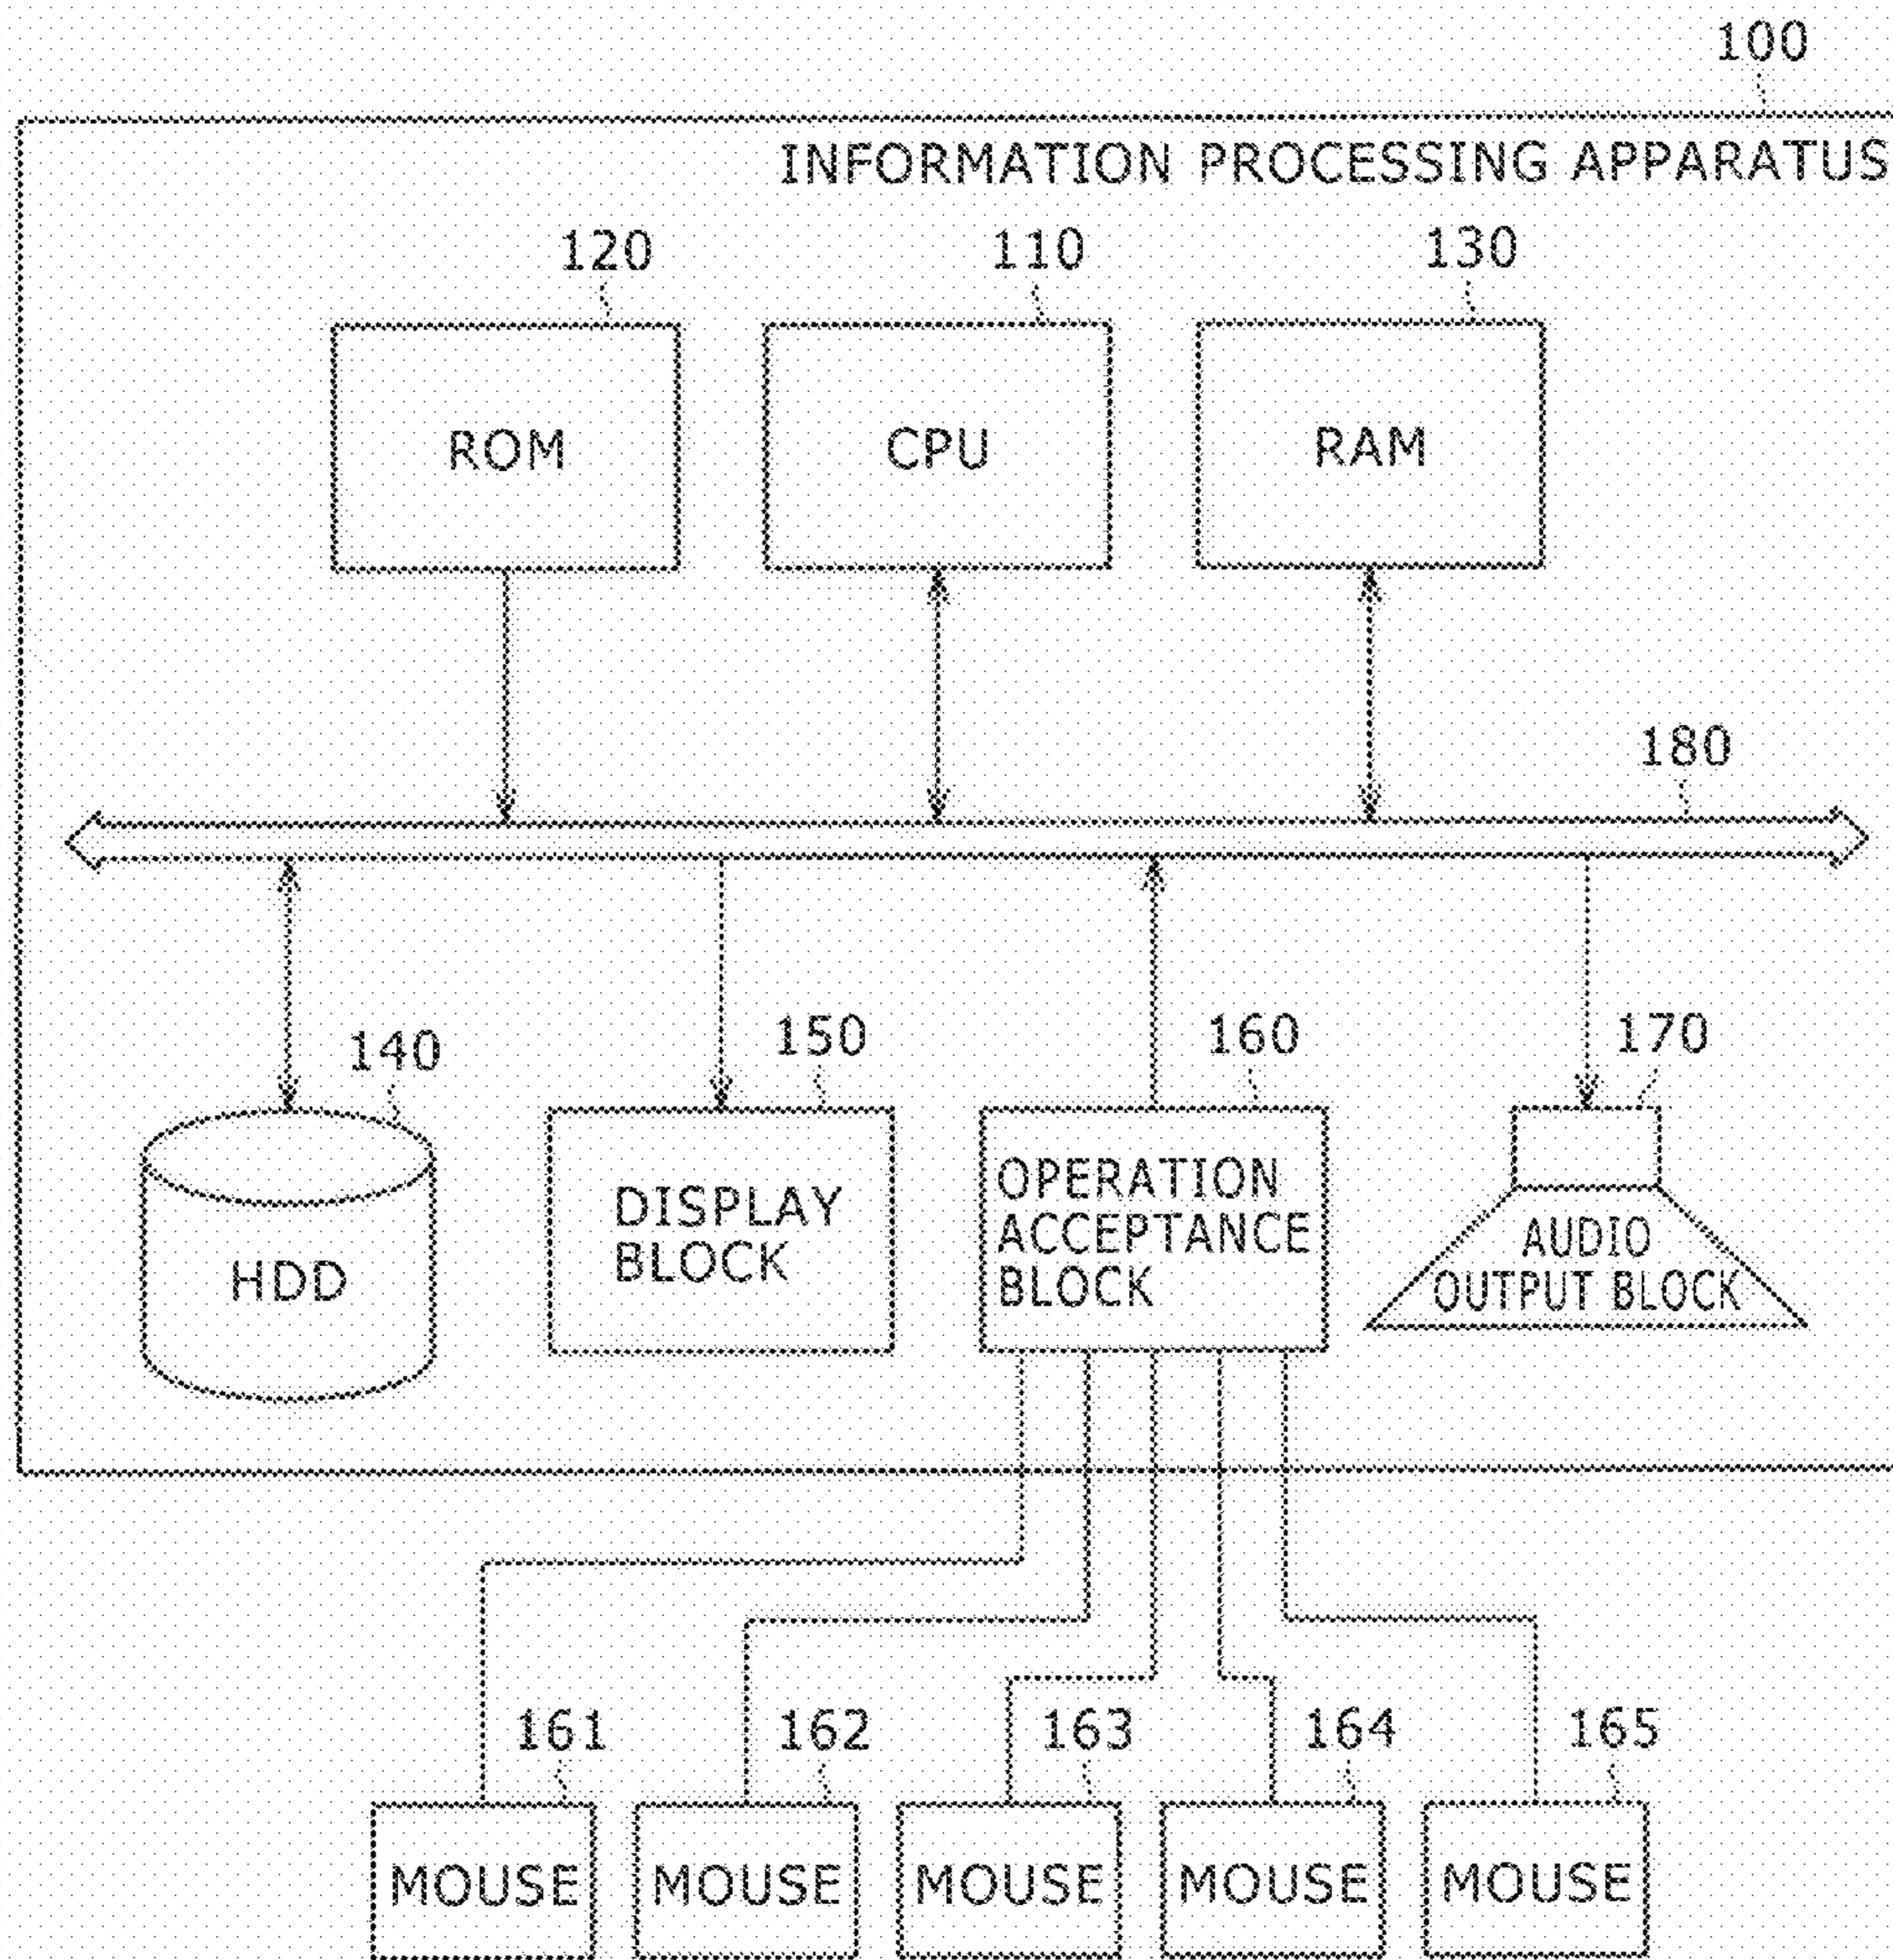 100
INFORMATION PROCESSING APPARATUS
120
110
130
ROM
CPU
RAM
180
140
150
160
170
HDD
DISPLAY
BLOCK
OPERATION
ACCEPTANCE
BLOCK
AUDIO
OUTPUT BLOCK
161
162
163
164
165
MOUSE
MOUSE
MOUSE
MOUSE
MOUSE